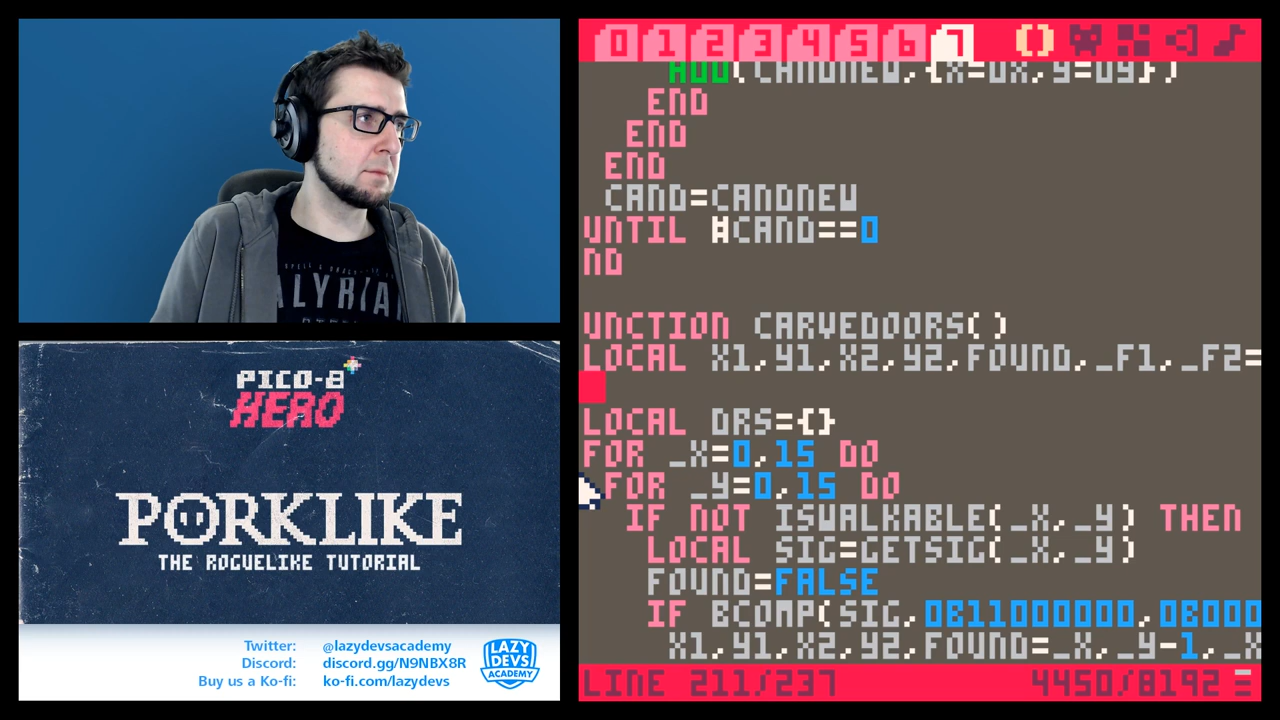 ALYRIA
PICO-8
HERO
PORKLIKE
THE ROGUELIKE TUTORIAL
Twitter: @lazydevsacademy
Discord: discord.gg/N9NBX8R
Buy us a Ko-fi: ko-fi.com/lazydevs
LAZY
DEVS
ACADEMY
0 1 2 3 4 5 6 7 ()
ADD(CANDNEW,{X=DX,Y=DY})
END
END
END
CAND=CANDNEW
UNTIL #CAND==0
ND
UNCTION CARVEDOORS()
LOCAL X1,Y1,X2,Y2,FOUND,_F1,_F2=
LOCAL DRS={}
FOR _X=0,15 DO
FOR _Y=0,15 DO
IF NOT ISWALKABLE(_X,_Y) THEN
LOCAL SIG=GETSIG(_X,_Y)
FOUND=FALSE
IF BCOMP(SIG,0B11000000,0B000
X1,Y1,X2,Y2,FOUND=_X,_Y-1,_X
LINE 211/237 4450/8192